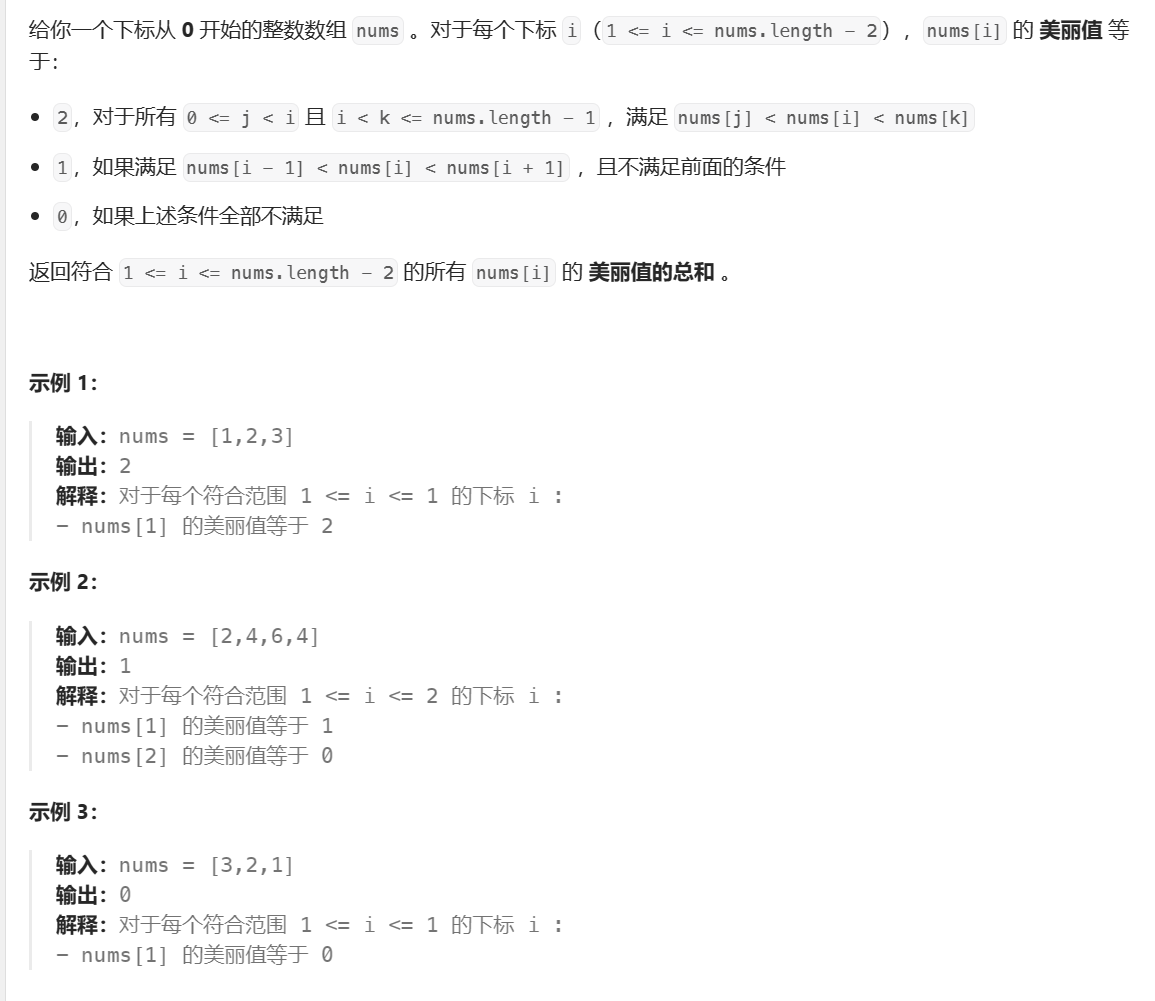 给你一个下标从 0 开始的整数数组 nums 。对于每个下标 i（1 <= i <= nums.length - 2），nums[i] 的 美丽值 等
于：
• 2，对于所有 0 <= j < i 且 i < k <= nums.length - 1 ，满足 nums[j] < nums[i] < nums[k]
• 1，如果满足 nums[i - 1] < nums[i] < nums[i + 1] ，且不满足前面的条件
• 0，如果上述条件全部不满足
返回符合 1 <= i <= nums.length - 2 的所有 nums[i] 的 美丽值的总和 。
示例 1：
输入：nums = [1,2,3]
输出：2
解释：对于每个符合范围 1 <= i <= 1 的下标 i :
- nums[1] 的美丽值等于 2
示例 2：
输入：nums = [2,4,6,4]
输出：1
解释：对于每个符合范围 1 <= i <= 2 的下标 i :
- nums[1] 的美丽值等于 1
- nums[2] 的美丽值等于 0
示例 3：
输入：nums = [3,2,1]
输出：0
解释：对于每个符合范围 1 <= i <= 1 的下标 i :
- nums[1] 的美丽值等于 0